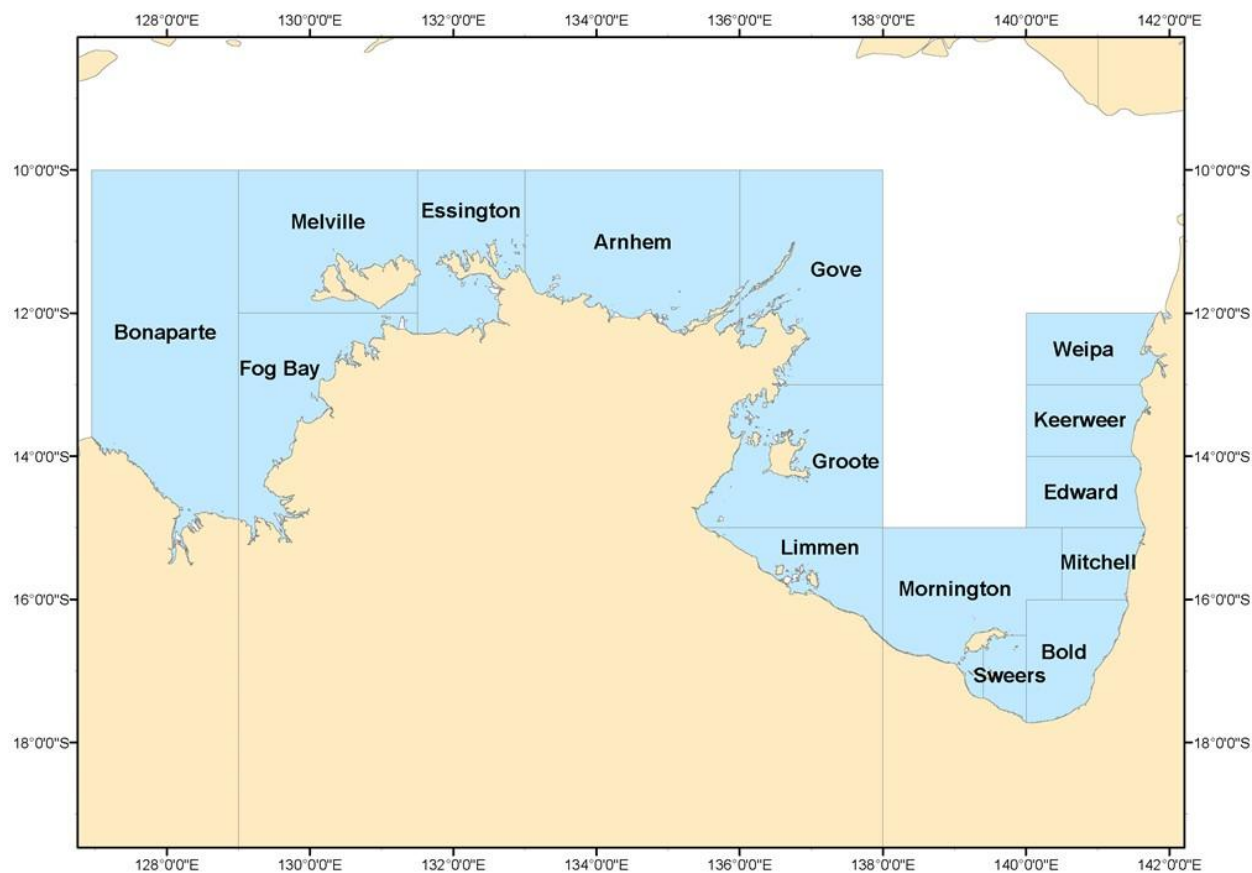 128°0'0"E 130°0'0"E 132°0'0"E 134°0'0"E 136°0'0"E 138°0'0"E 140°0'0"E 142°0'0"E
10°0'0"S 10°0'0"S
Essington
Melville
Arnhem
Gove
12°0'0"S 12°0'0"S
Bonaparte
Weipa
Fog Bay
Keerweer
14°0'0"S 14°0'0"S
Groote
Edward
Limmen
Mitchell
Mornington
16°0'0"S 16°0'0"S
Bold
Sweers
18°0'0"S 18°0'0"S
128°0'0"E 130°0'0"E 132°0'0"E 134°0'0"E 136°0'0"E 138°0'0"E 140°0'0"E 142°0'0"E